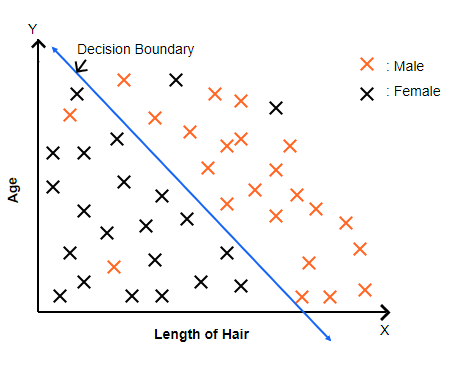 Y
Decision Boundary
: Male
: Female
Age
X
Length of Hair